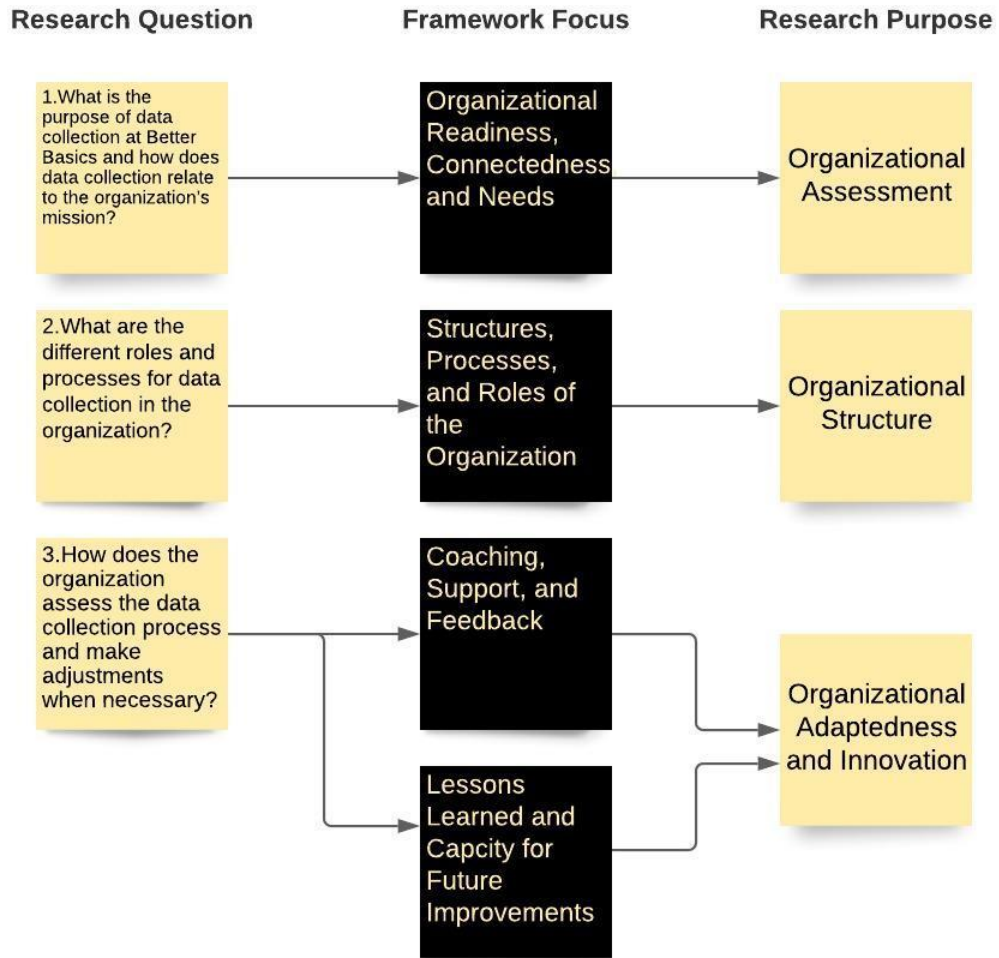 Research Question
Framework Focus
Research Purpose
1.What is the
purpose of data
collection at Better
Basics and how does
data collection relate
to the organization's
mission?
Organizational
Readiness,
Connectedness
and Needs
Organizational
Assessment
2.What are the
different roles and
processes for data
collection in the
organization?
Structures,
Processes,
and Roles of
the
Organization
Organizational
Structure
3.How does the
organization
assess the data
collection process
and make
adjustments
when necessary?
Coaching,
Support, and
Feedback
Lessons
Learned and
Capcity for
Future
Improvements
Organizational
Adaptedness
and Innovation